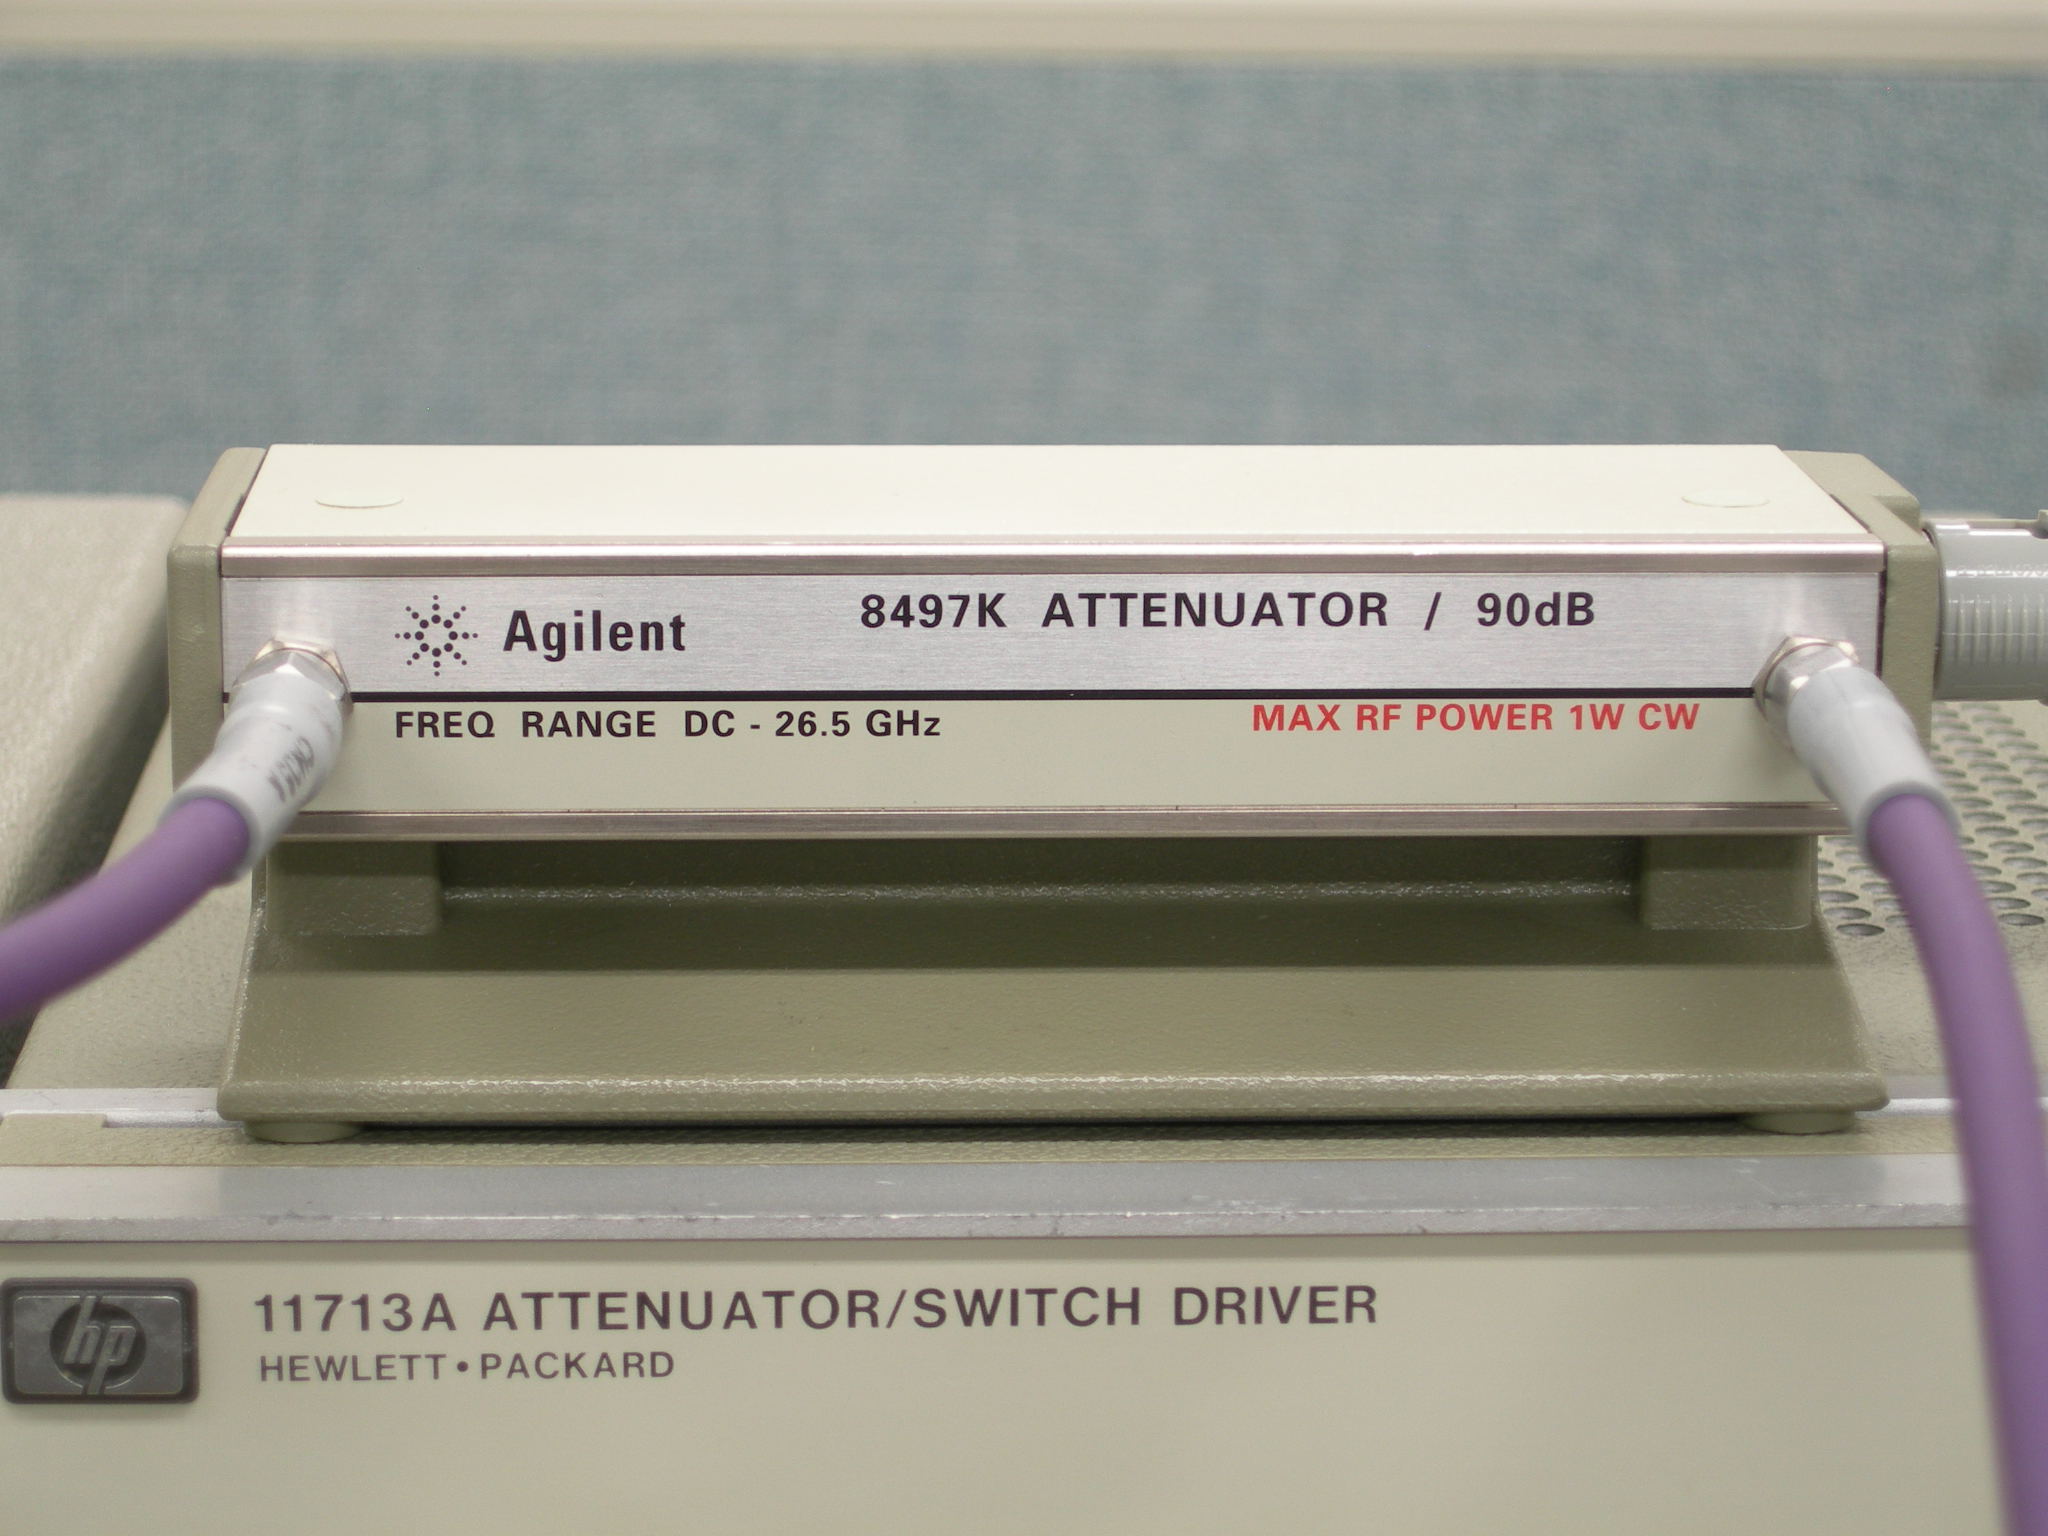 Agilent
8497K ATTENUATOR / 90dB
FREQ RANGE DC - 26.5 GHz
MAX RF POWER 1W CW
hp
11713A ATTENUATOR/SWITCH DRIVER
HEWLETT•PACKARD